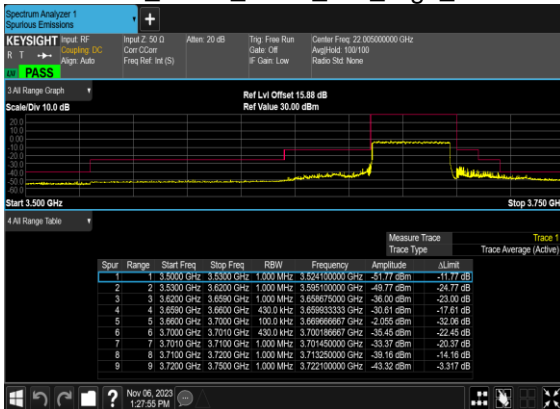 Spectrum Analyzer 1
Spurious Emissions
+
KEYSIGHT Input: RF Input Z: 50 Ω Atten: 20 dB Trig: Free Run Center Freq: 22.005000000 GHz
R T Coupling: DC Corr CCorr Gate: Off Avg|Hold: 100/100
Align: Auto Freq Ref: Int (S) IF Gain: Low Radio Std: None
PASS
3 All Range Graph Ref Lvl Offset 15.88 dB
Scale/Div 10.0 dB Ref Value 30.00 dBm
20.0
10.0
0.00
-10.0
-20.0
-30.0
-40.0
-50.0
-60.0
Start 3.500 GHz Stop 3.750 GH
4 All Range Table
Measure Trace Trace 1
Trace Type Trace Average (Active)
Spur Range Start Freq Stop Freq RBW Frequency Amplitude ΔLimit
1 1 3.5000 GHz 3.5300 GHz 1.000 MHz 3.524100000 GHz -51.77 dBm -11.77 dB
2 2 3.5300 GHz 3.6200 GHz 1.000 MHz 3.595100000 GHz -49.77 dBm -24.77 dB
3 3 3.6200 GHz 3.6590 GHz 1.000 MHz 3.658675000 GHz -36.00 dBm -23.00 dB
4 4 3.6590 GHz 3.6600 GHz 430.0 kHz 3.659933333 GHz -30.61 dBm -17.61 dB
5 5 3.6600 GHz 3.7000 GHz 100.0 kHz 3.669666667 GHz -2.055 dBm -32.06 dB
6 6 3.7000 GHz 3.7010 GHz 430.0 kHz 3.700186667 GHz -35.45 dBm -22.45 dB
7 7 3.7010 GHz 3.7100 GHz 1.000 MHz 3.701450000 GHz -33.37 dBm -20.37 dB
8 8 3.7100 GHz 3.7200 GHz 1.000 MHz 3.713250000 GHz -39.16 dBm -14.16 dB
9 9 3.7200 GHz 3.7500 GHz 1.000 MHz 3.722100000 GHz -43.32 dBm -3.317 dB
? Nov 06, 2023
1:27:55 PM